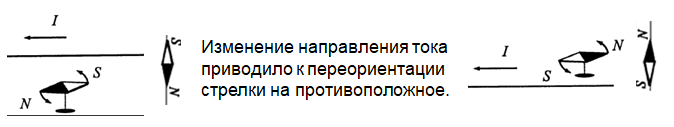 I
S
N
S
N
Изменение направления тока
приводило к переориентации
стрелки на противоположное.
I
S
N
N
S